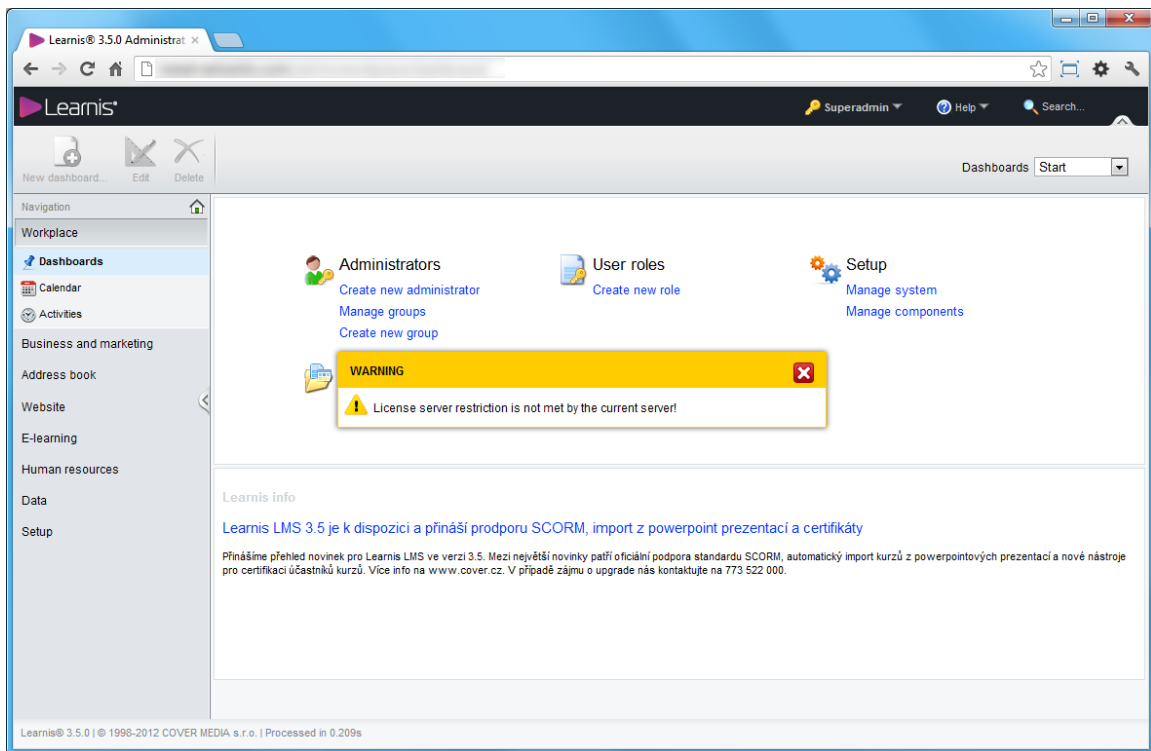 Learnis® 3.5.0 Administrat
Learnis
Superadmin
Help
Search...
New dashboard...
Edit
Delete
Dashboards
Start
Navigation
Workplace
Dashboards
Calendar
Activities
Business and marketing
Address book
Website
E-learning
Human resources
Data
Setup
Administrators
Create new administrator
Manage groups
Create new group
User roles
Create new role
Setup
Manage system
Manage components
WARNING
License server restriction is not met by the current server!
Learnis info
Learnis LMS 3.5 je k dispozici a přináší prodporu SCORM, import z powerpoint prezentací a certifikáty
Přinášíme přehled novinek pro Learnis LMS ve verzi 3.5. Mezi největší novinky patří oficiální podpora standardu SCORM, automatický import kurzů z powerpointových prezentací a nové nástroje
pro certifikaci účastníků kurzů. Více info na www.cover.cz. V případě zájmu o upgrade nás kontaktujte na 773 522 000.
Learnis® 3.5.0 | © 1998-2012 COVER MEDIA s.r.o. | Processed in 0.209s